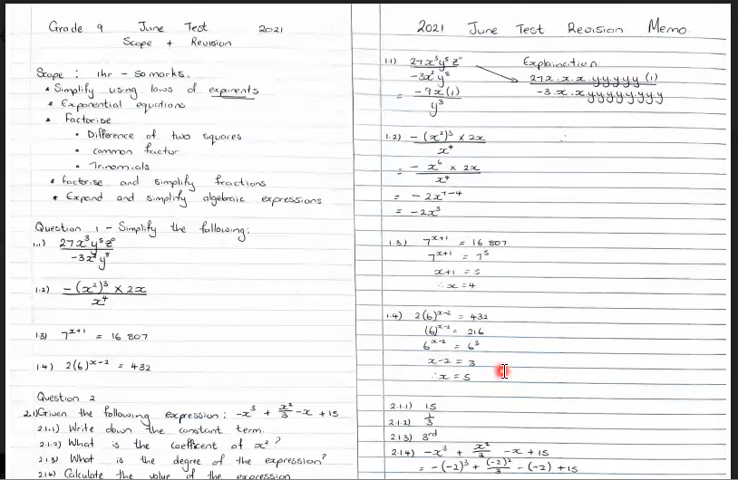 Grade 9 June Test 2021
Scope + Revision
Scope : 1hr - 50 marks.
• Simplify using laws of exponents
• Exponential equations
• Factorise
• Difference of two squares
• common factor
• Trinomials
• factorise and simplify fractions
• Expand and simplify algebraic expressions
Question 1 - Simplify the following:
1.1) 27x³y⁵z⁰
-3x²y⁸
1.2) -(x²)³ × 2x
x⁴
1.3) 7ˣ⁺¹ = 16 807
1.4) 2(6)ˣ⁻² = 432
Question 2
2.1) Given the following expression: -x³ + x²/3 - x + 15
2.1.1) Write down the constant term.
2.1.2) What is the coefficent of x²?
2.1.3) What is the degree of the expression?
2.1.4) Calculate the value of the expression
2021 June Test Revision Memo.
1.1) 27x³y⁵z⁰
-3x²y⁸
= -9x(1)
y³
Explaination
27x.x.x.yyyyy(1)
-3.x.xyyyyyyyy
1.2) -(x²)³ × 2x
x⁴
= -x⁶ × 2x
x⁴
= -2x⁷⁻⁴
= -2x³
1.3) 7ˣ⁺¹ = 16 807
7ˣ⁺¹ = 7⁵
x+1 = 5
∴ x = 4
1.4) 2(6)ˣ⁻² = 432
(6)ˣ⁻² = 216
6ˣ⁻² = 6³
x-2 = 3
∴ x = 5
2.1.1) 15
2.1.2) 1/3
2.1.3) 3rd
2.1.4) -x³ + x²/3 - x + 15
= -(-2)³ + (-2)²/3 - (-2) + 15